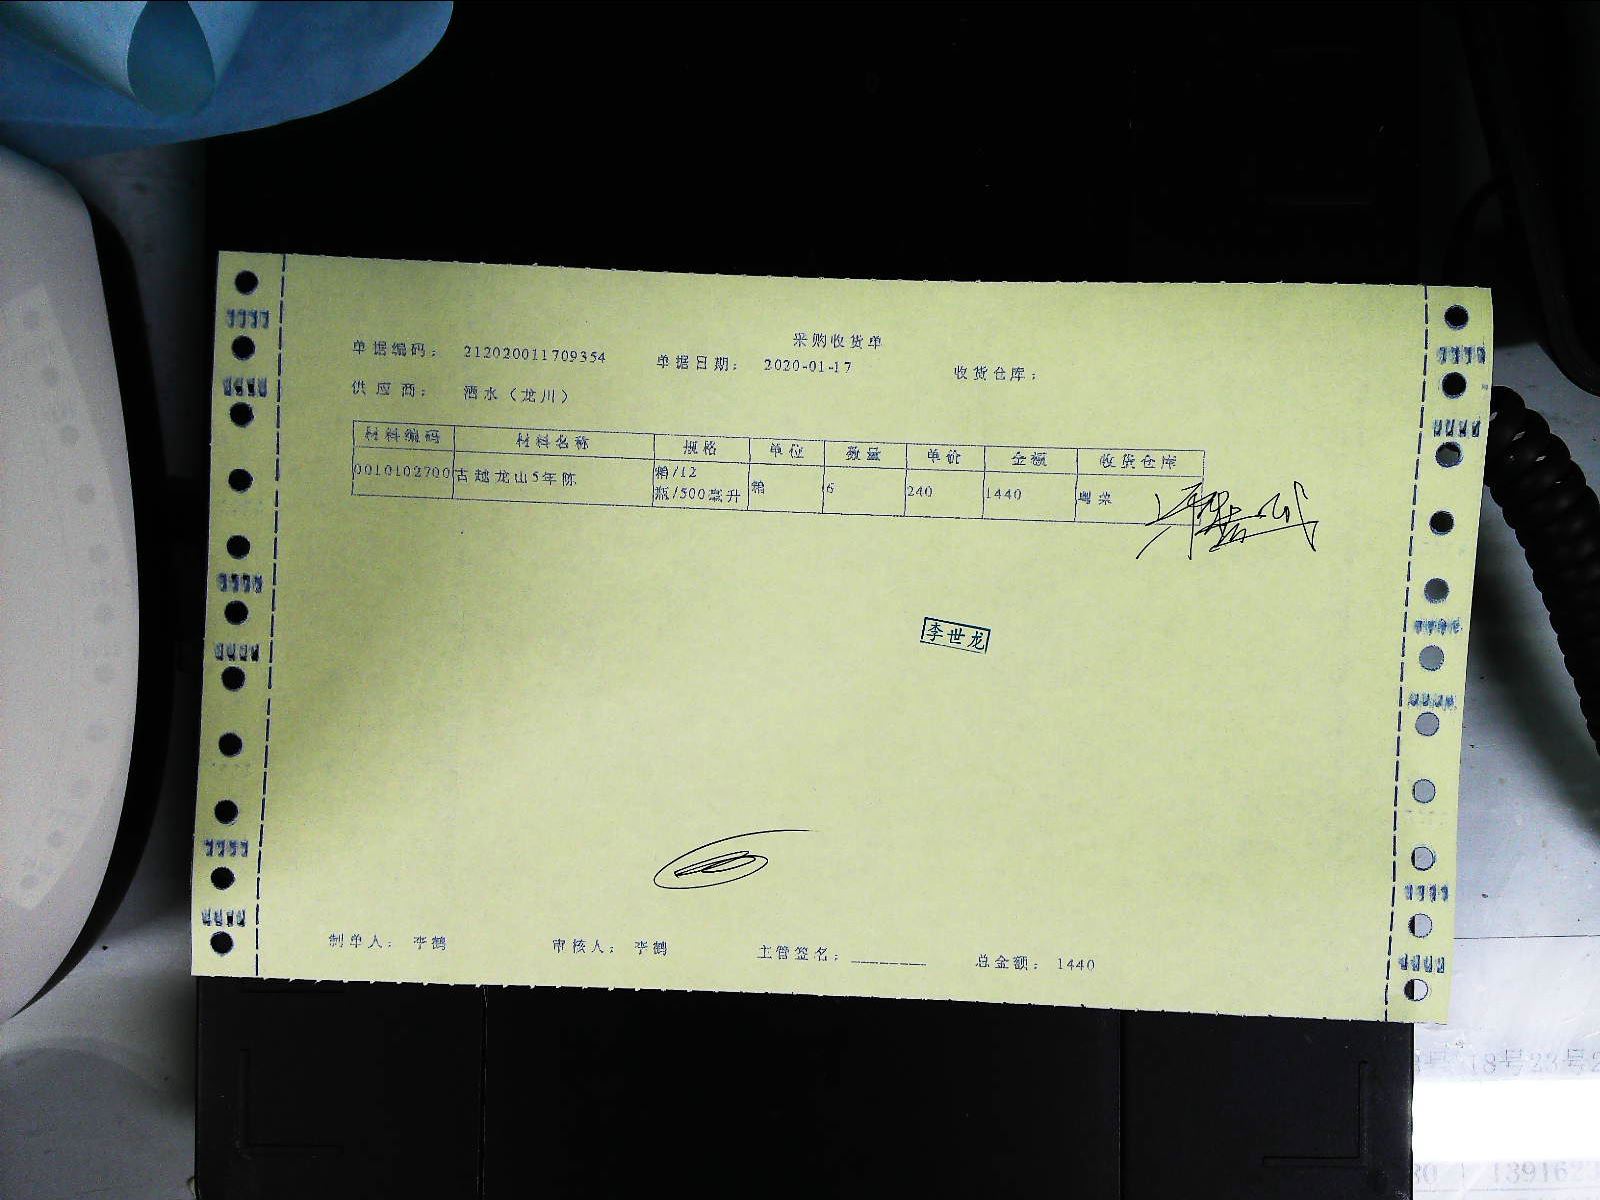 采购收货单
单据编码： 212020011709354 单据日期： 2020-01-17 收货仓库：
供应商： 酒水（龙川）
材料编码 材料名称 规格 单位 数量 单价 金额 收货仓库
0010102700 古越龙山5年陈 箱/12瓶/500毫升 箱 6 240 1440 粤菜
李世龙
制单人： 李鹤 审核人： 李鹤 主管签名： 总金额： 1440